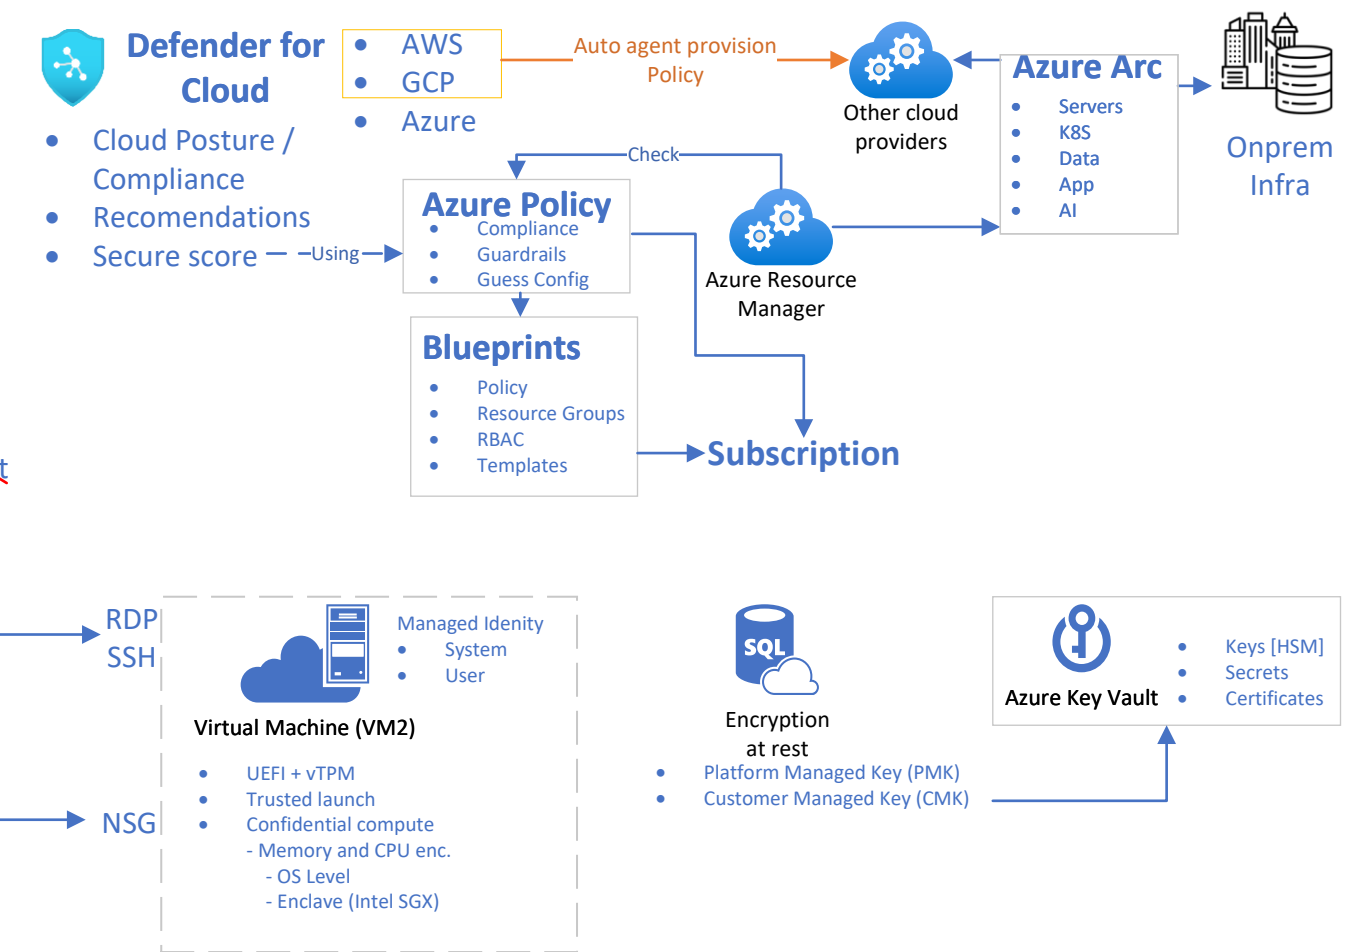 Defender for
Cloud
AWS
GCP
Azure
Cloud Posture /
Compliance
Recomendations
Secure score
Using
Auto agent provision
Policy
Other cloud
providers
Azure Arc
Servers
K8S
Data
App
AI
Onprem
Infra
Check
Azure Policy
Compliance
Guardrails
Guess Config
Azure Resource
Manager
Blueprints
Policy
Resource Groups
RBAC
Templates
Subscription
t
RDP
SSH
NSG
Managed Idenity
System
User
Virtual Machine (VM2)
UEFI + vTPM
Trusted launch
Confidential compute
- Memory and CPU enc.
- OS Level
- Enclave (Intel SGX)
SQL
Encryption
at rest
Platform Managed Key (PMK)
Customer Managed Key (CMK)
Azure Key Vault
Keys [HSM]
Secrets
Certificates